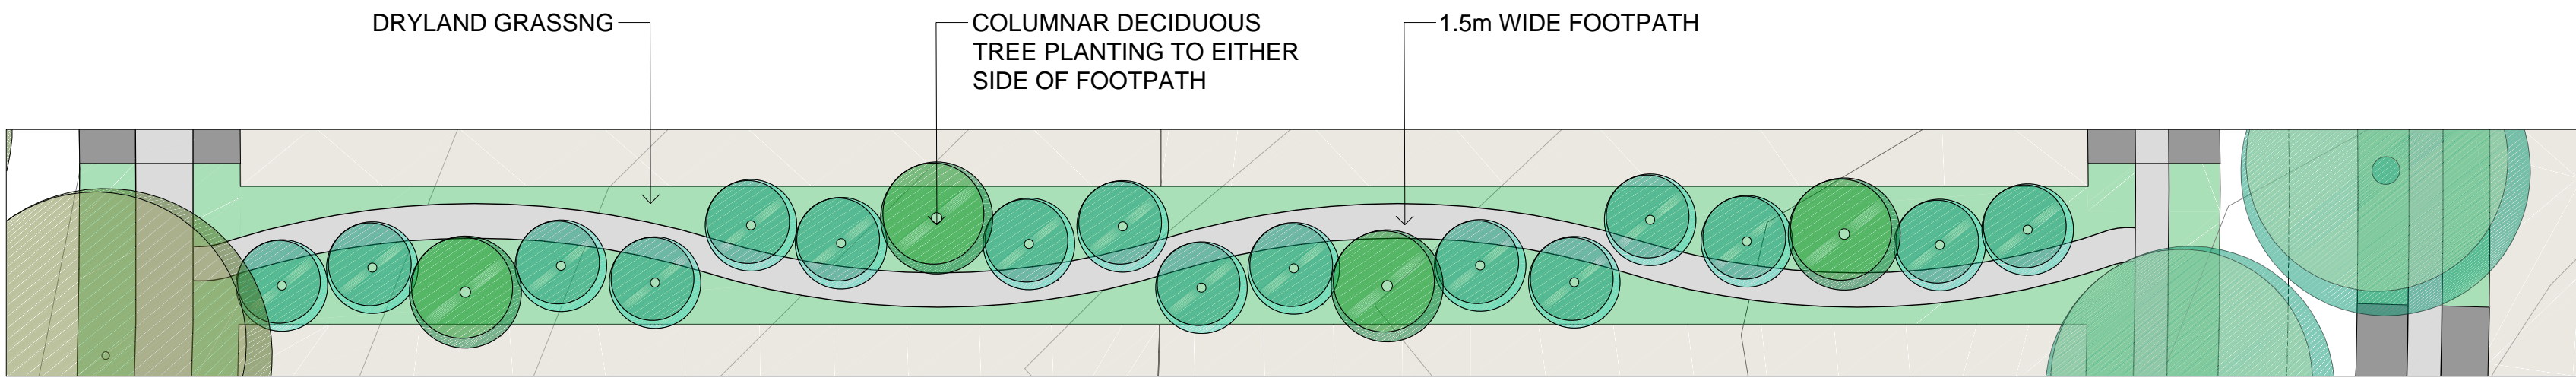 DRYLAND GRASSNG
COLUMNAR DECIDUOUS
TREE PLANTING TO EITHER
SIDE OF FOOTPATH
1.5m WIDE FOOTPATH